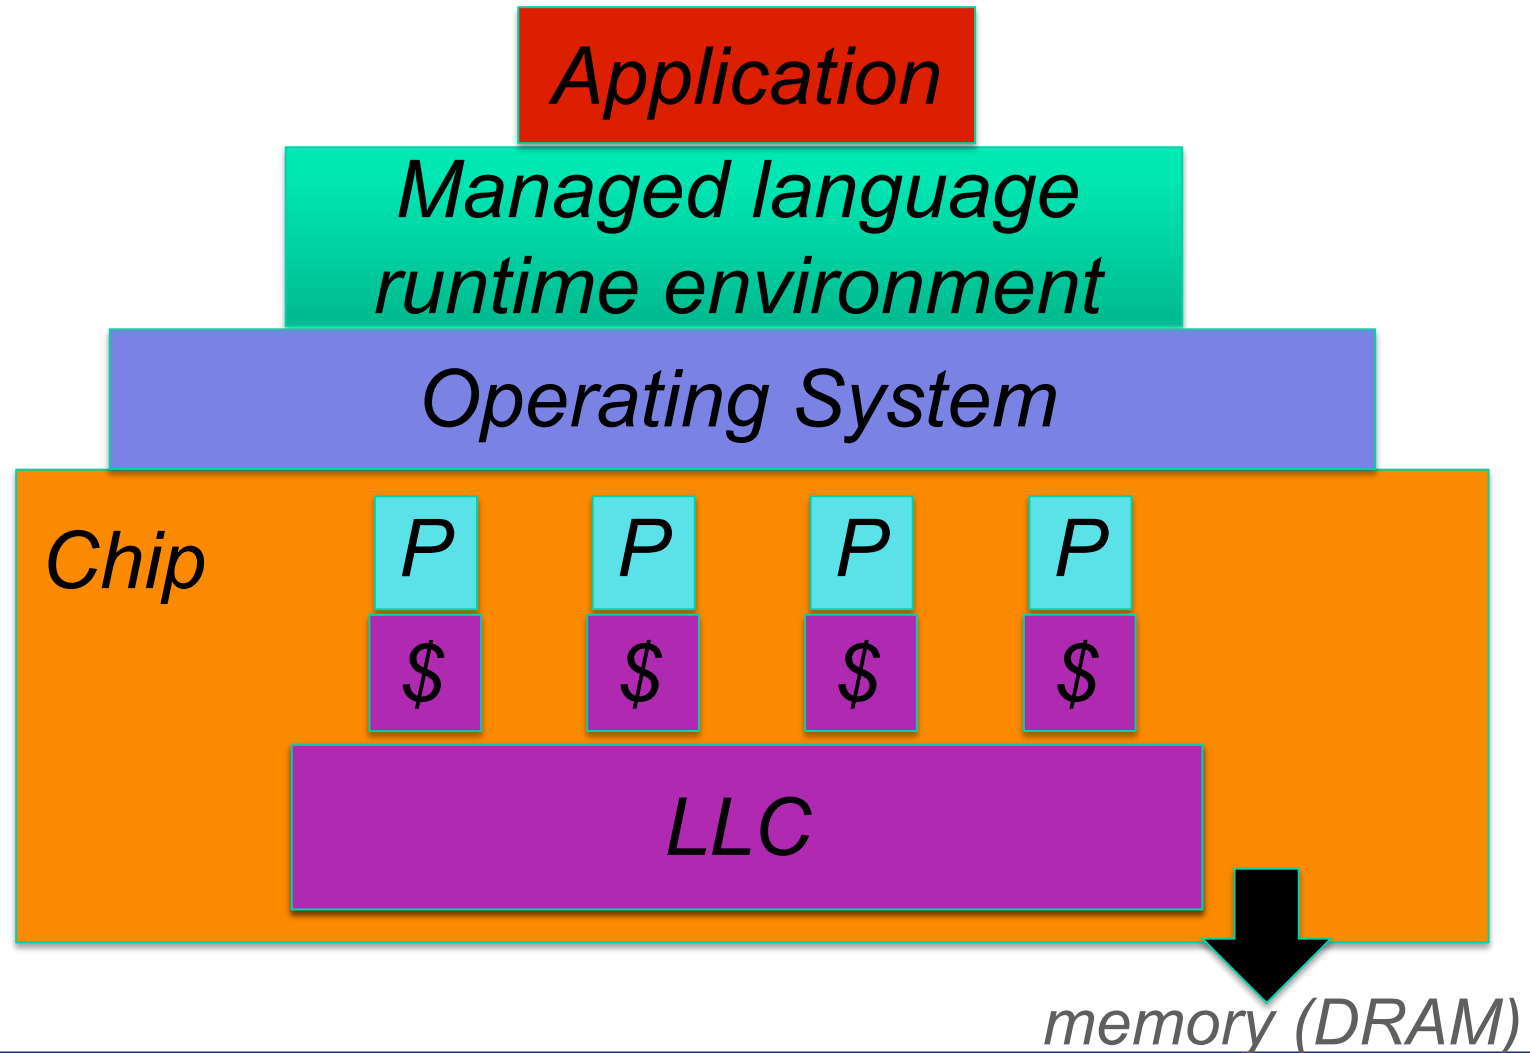 Application
Managed language
runtime environment
Operating System
Chip
P P P P
$ $ $ $
LLC
memory (DRAM)